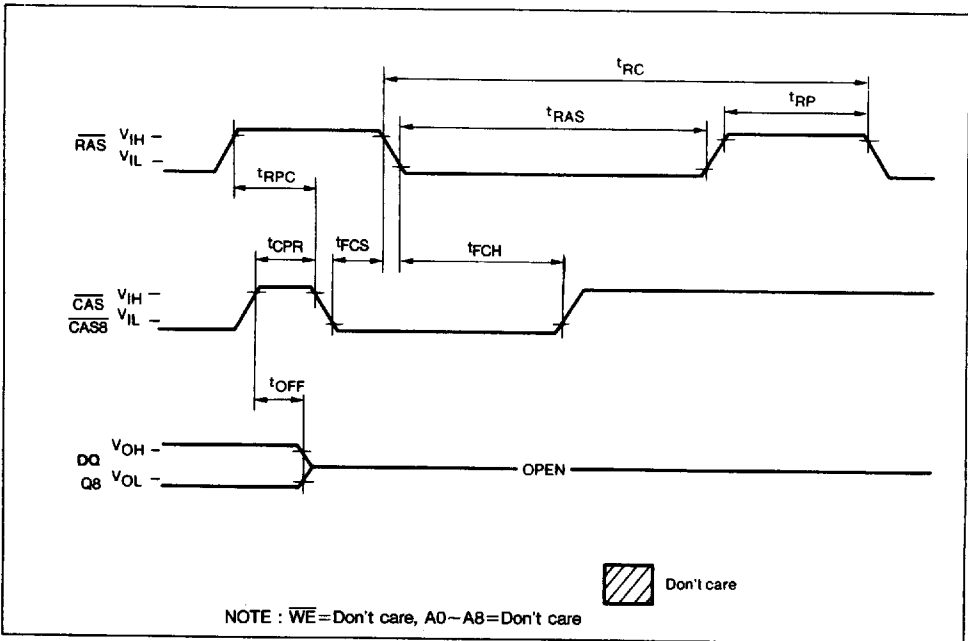 tRC
tRP
tRAS
RAS VIH
VIL
tRPC
tCPR tFCS tFCH
CAS VIH
CAS8 VIL
tOFF
DQ VOH
Q8 VOL
OPEN
Don't care
NOTE : WE=Don't care, A0~A8=Don't care